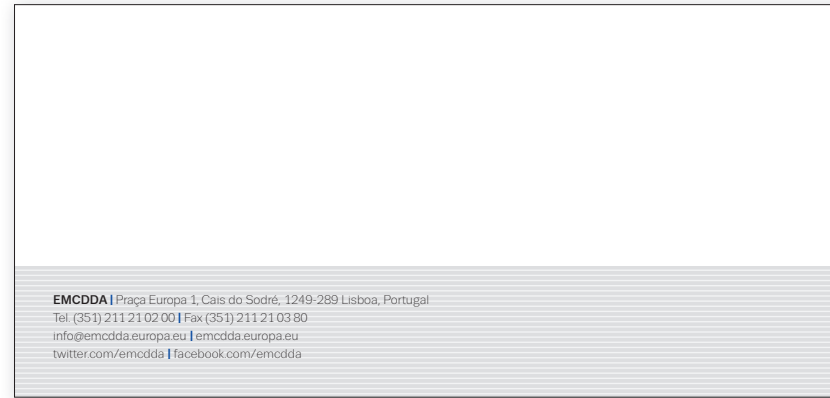 EMCDDA | Praça Europa 1, Cais do Sodré, 1249-289 Lisboa, Portugal
Tel. (351) 211 21 02 00 | Fax (351) 211 21 03 80
info@emcdda.europa.eu | emcdda.europa.eu
twitter.com/emcdda | facebook.com/emcdda